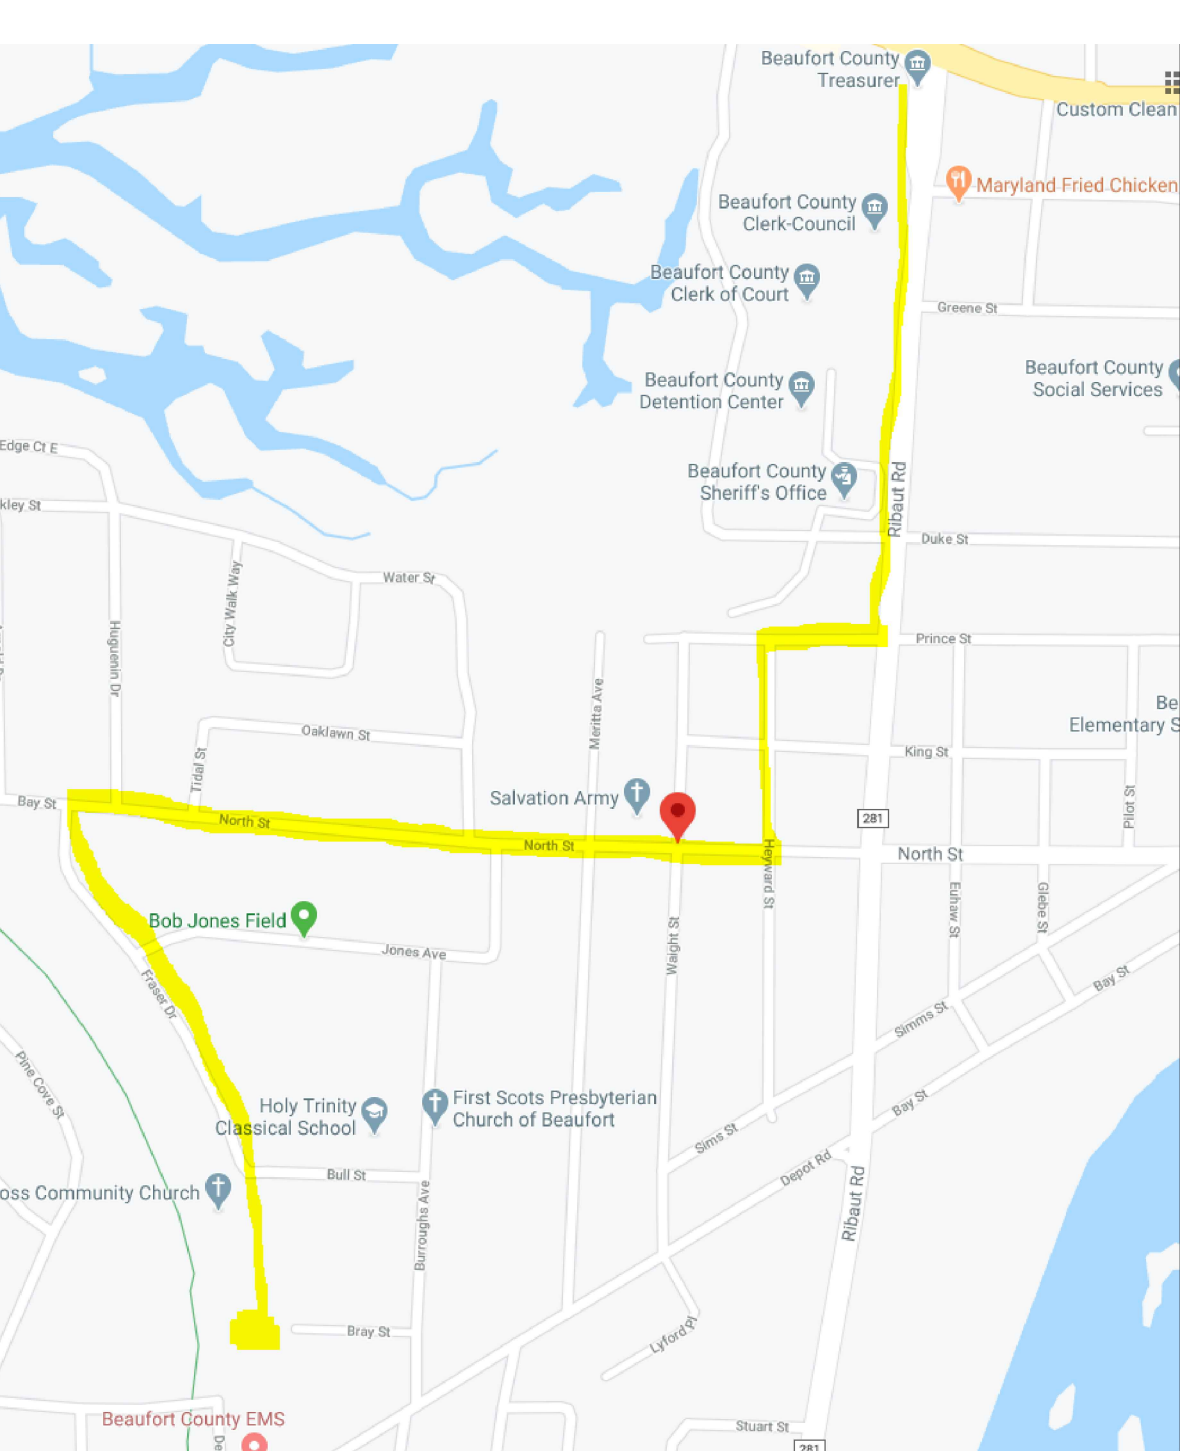 Beaufort County
Treasurer
Custom Clean
Maryland Fried Chicken
Beaufort County
Clerk-Council
Beaufort County
Clerk of Court
Greene St
Beaufort County
Social Services
Beaufort County
Detention Center
Edge Ct E
Beaufort County
Sheriff's Office
Ribaut Rd
kley St
Duke St
Water St
City Walk Way
Huguenin Dr
Prince St
Meritta Ave
Be
Elementary S
Oaklawn St
King St
Tidal St
Salvation Army
Pilot St
Bay St
North St
281
North St
Heyward St
North St
Bob Jones Field
Euhaw St
Glebe St
Jones Ave
Waight St
Fraser Dr
Bay St
Simms St
Pine Cove St
Holy Trinity
Classical School
First Scots Presbyterian
Church of Beaufort
Bay St
Sims St
Depot Rd
Bull St
oss Community Church
Burroughs Ave
Ribaut Rd
Bray St
Lyford Pl
Beaufort County EMS
De
Stuart St
281